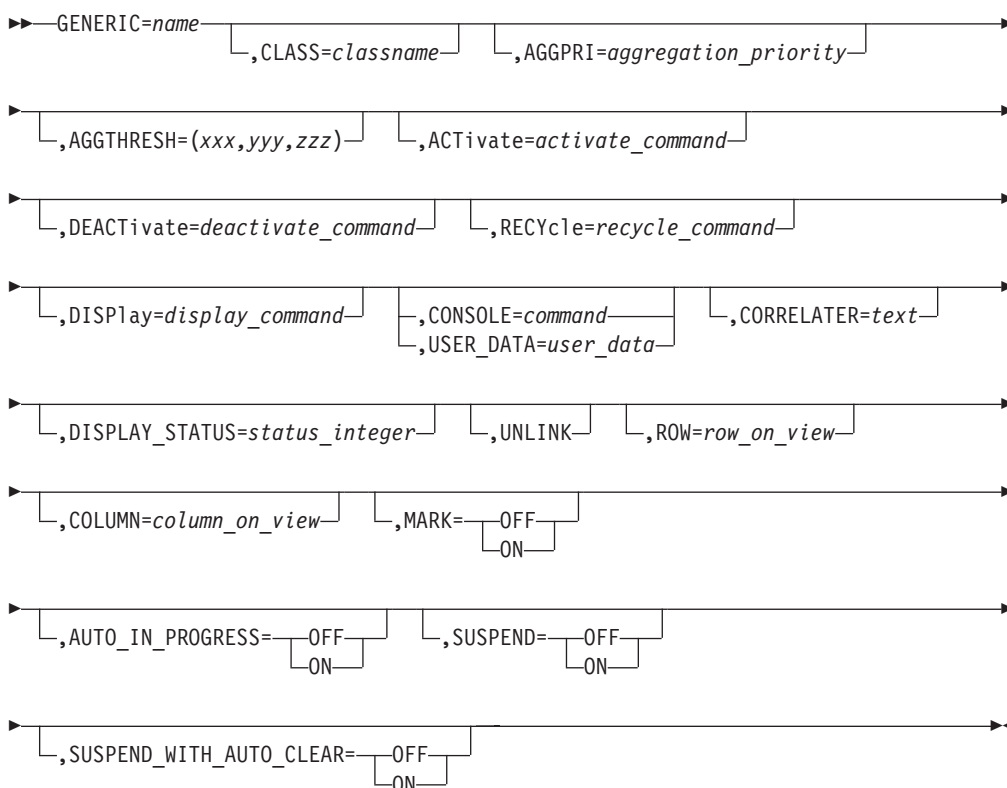 GENERIC=name
,CLASS=classname ,AGGPRI=aggregation_priority
,AGGTHRESH=(xxx,yyy,zzz) ,ACTivate=activate_command
,DEACTivate=deactivate_command ,RECYcle=recycle_command
,DISPlay=display_command ,CONSOLE=command ,CORRELATER=text
,USER_DATA=user_data
,DISPLAY_STATUS=status_integer ,UNLINK ,ROW=row_on_view
,COLUMN=column_on_view ,MARK= OFF
ON
,AUTO_IN_PROGRESS= OFF ,SUSPEND= OFF
ON ON
,SUSPEND_WITH_AUTO_CLEAR= OFF
ON